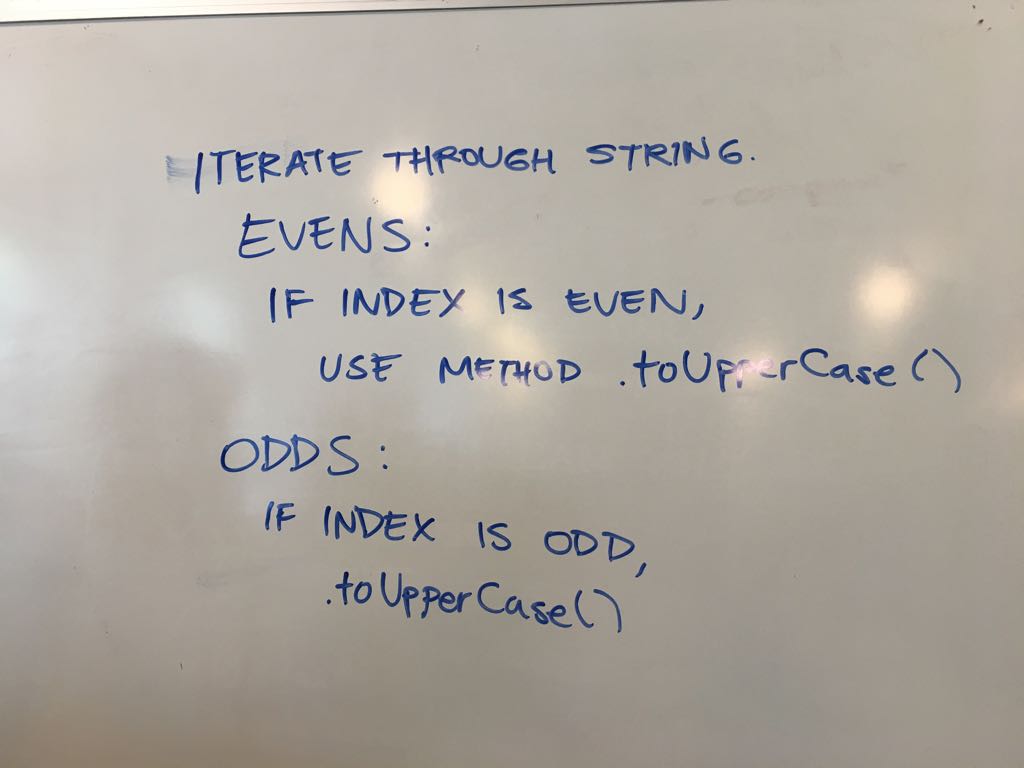 ITERATE THROUGH STRING.
EVENS:
IF INDEX IS EVEN,
USE METHOD .toUpperCase()
ODDS:
IF INDEX IS ODD,
.toUpperCase()